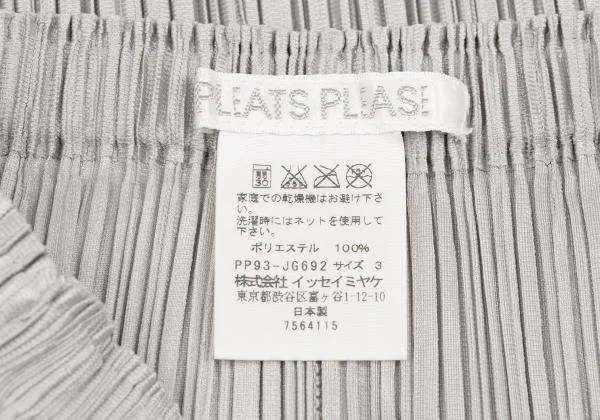 PLEATS PLEASE
家庭での乾燥機はお避け下さ
い。
洗濯時にはネットを使用して
下さい。
ポリエステル 100%
PP93-JG692 サイズ 3
株式会社 イッセイミヤケ
東京都渋谷区富ヶ谷1-12-10
日本製
7564115